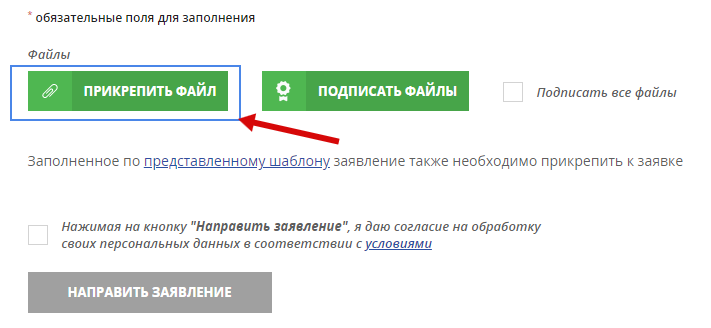 * обязательные поля для заполнения
Файлы
ПРИКРЕПИТЬ ФАЙЛ ПОДПИСАТЬ ФАЙЛЫ Подписать все файлы
Заполненное по представленному шаблону заявление также необходимо прикрепить к заявке
Нажимая на кнопку "Направить заявление", я даю согласие на обработку
своих персональных данных в соответствии с условиями
НАПРАВИТЬ ЗАЯВЛЕНИЕ